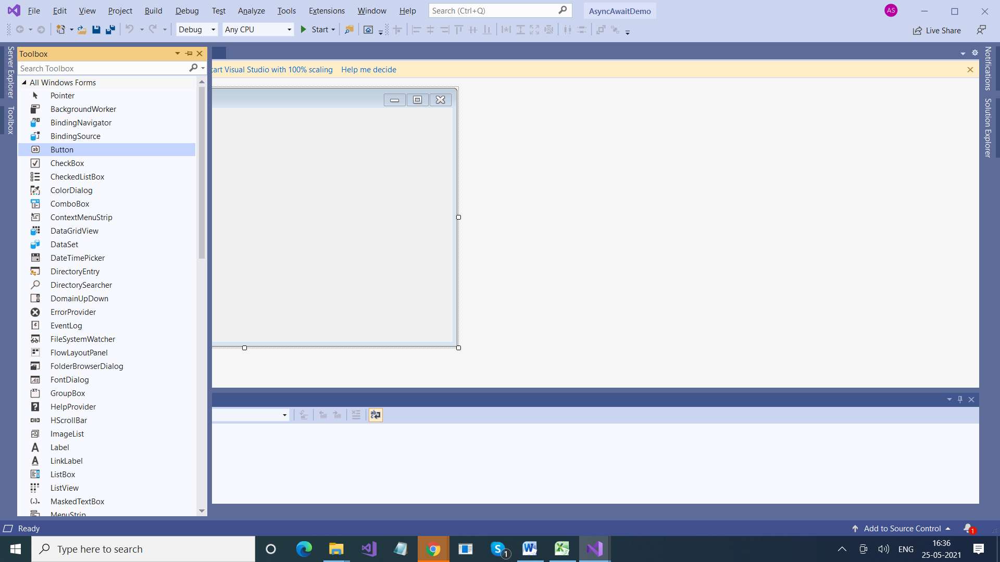 File Edit View Project Build Debug Test Analyze Tools Extensions Window Help Search (Ctrl+Q) AsyncAwaitDemo AS
Debug Any CPU Start Live Share
Server Explorer
Toolbox
Toolbox
Search Toolbox
All Windows Forms
Pointer
BackgroundWorker
BindingNavigator
BindingSource
Button
CheckBox
CheckedListBox
ColorDialog
ComboBox
ContextMenuStrip
DataGridView
DataSet
DateTimePicker
DirectoryEntry
DirectorySearcher
DomainUpDown
ErrorProvider
EventLog
FileSystemWatcher
FlowLayoutPanel
FolderBrowserDialog
FontDialog
GroupBox
HelpProvider
HScrollBar
ImageList
Label
LinkLabel
ListBox
ListView
MaskedTextBox
MenuStrip
tart Visual Studio with 100% scaling Help me decide
Notifications
Solution Explorer
Ready Add to Source Control 1
Type here to search 1 ENG 16:36
25-05-2021